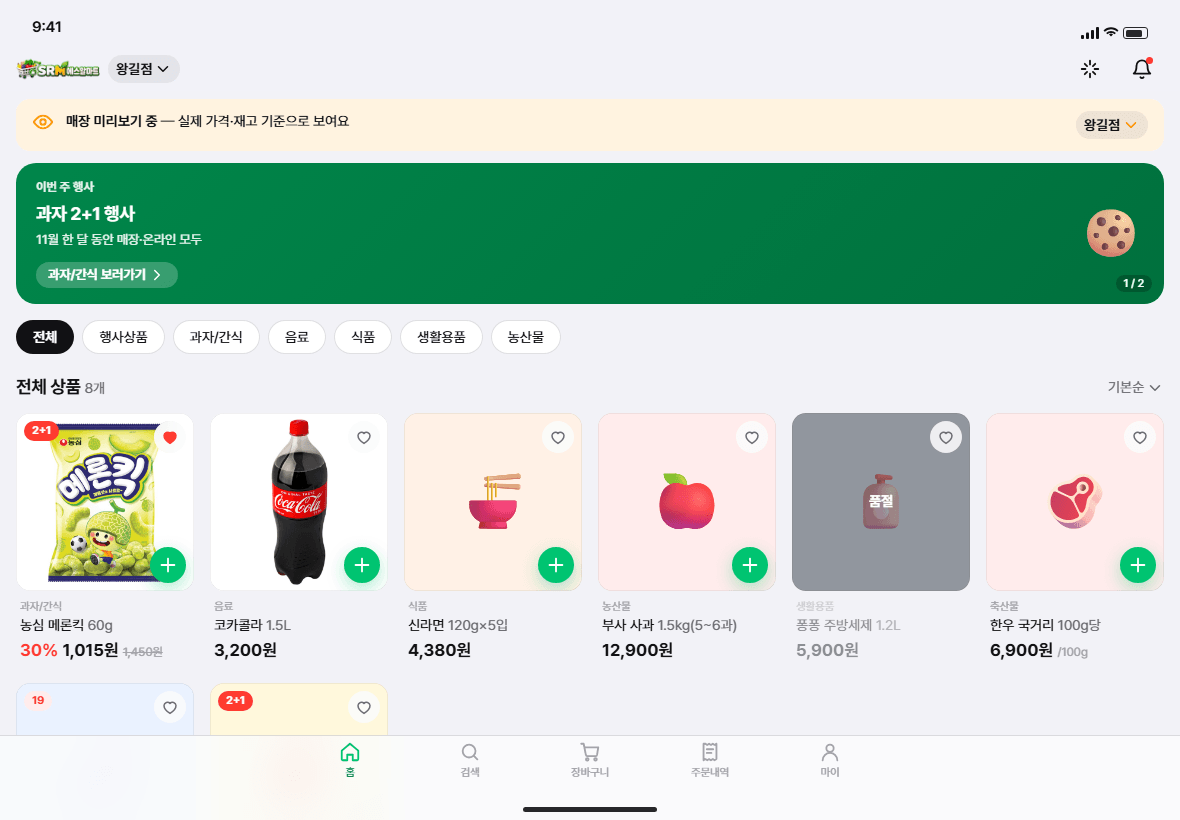 9:41
SRM 에스알마트
왕길점
매장 미리보기 중 — 실제 가격·재고 기준으로 보여요
왕길점
이번 주 행사
과자 2+1 행사
11월 한 달 동안 매장·온라인 모두
과자/간식 보러가기
1 / 2
전체
행사상품
과자/간식
음료
식품
생활용품
농산물
전체 상품 8개
기본순
2+1
농심
메론킥
Coca-Cola
품절
과자/간식
농심 메론킥 60g
30% 1,015원 1,450원
음료
코카콜라 1.5L
3,200원
식품
신라면 120g×5입
4,380원
농산물
부사 사과 1.5kg(5~6과)
12,900원
생활용품
퐁퐁 주방세제 1.2L
5,900원
축산물
한우 국거리 100g당
6,900원 /100g
19
2+1
홈
검색
장바구니
주문내역
마이